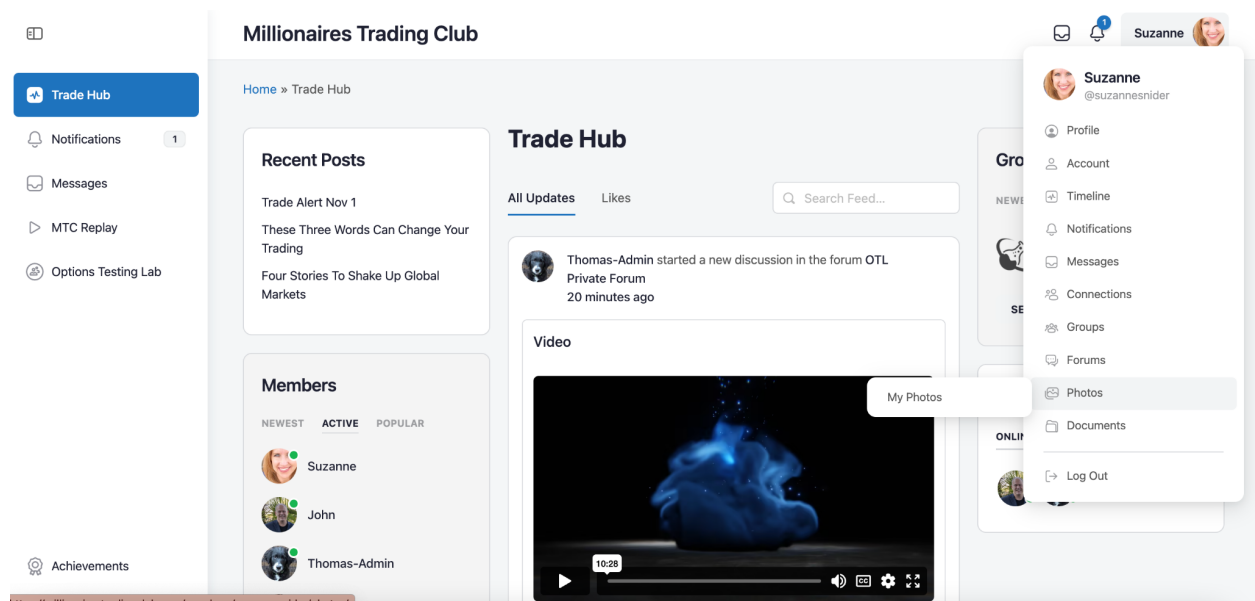 Millionaires Trading Club
1
Suzanne
Trade Hub
Notifications
1
Messages
MTC Replay
Options Testing Lab
Achievements
Home » Trade Hub
Recent Posts
Trade Alert Nov 1
These Three Words Can Change Your
Trading
Four Stories To Shake Up Global
Markets
Members
NEWEST ACTIVE POPULAR
Suzanne
John
Thomas-Admin
Trade Hub
All Updates Likes
Search Feed...
Thomas-Admin started a new discussion in the forum OTL
Private Forum
20 minutes ago
Video
10:28
CC
My Photos
Suzanne
@suzannesnider
Profile
Account
Timeline
Notifications
Messages
Connections
Groups
Forums
Photos
Documents
Log Out